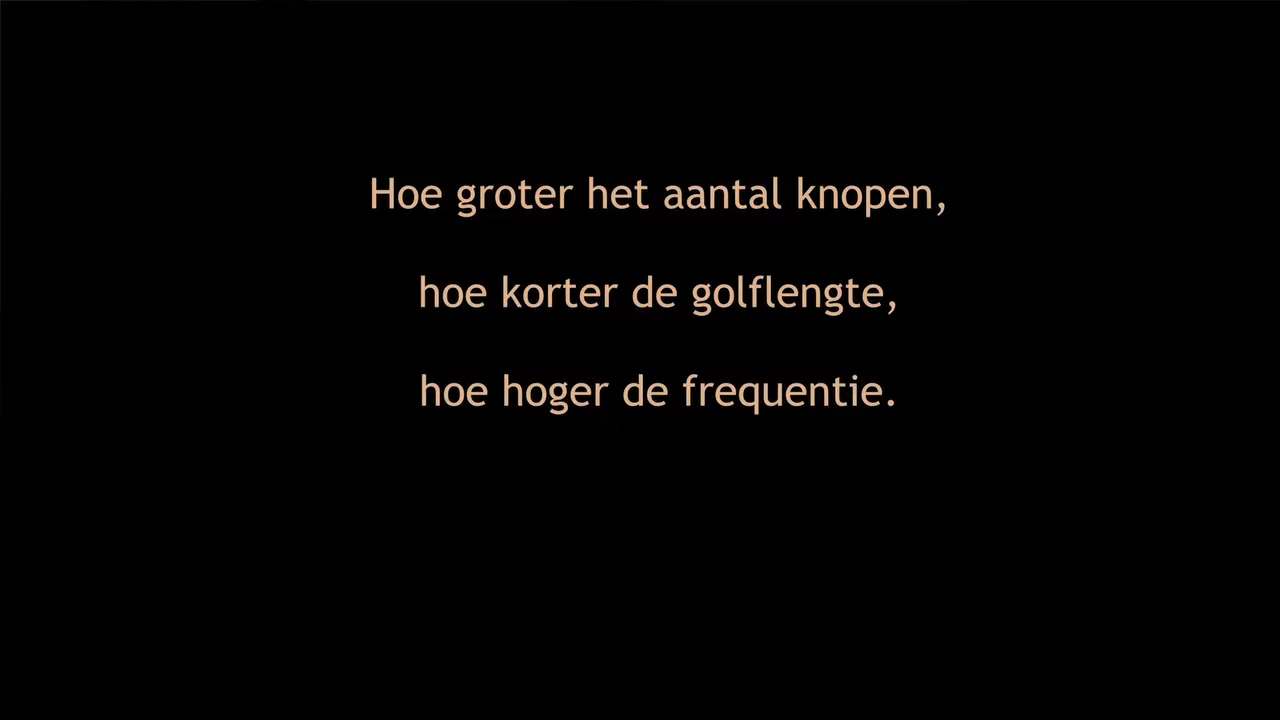 Hoe groter het aantal knopen,
hoe korter de golflengte,
hoe hoger de frequentie.